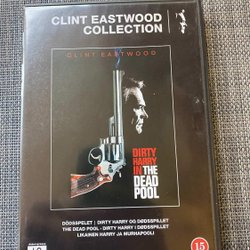 CLINT EASTWOOD
COLLECTION
CLINT EASTWOOD
DIRTY
HARRY
IN THE
DEAD
POOL
DÖDSSPELET! DIRTY HARRY OG DØDSSPILLET
THE DEAD POOL - DIRTY HARRY I DØDSSPILLET
LIKAINEN HARRY JA MURHAPOOLI
15